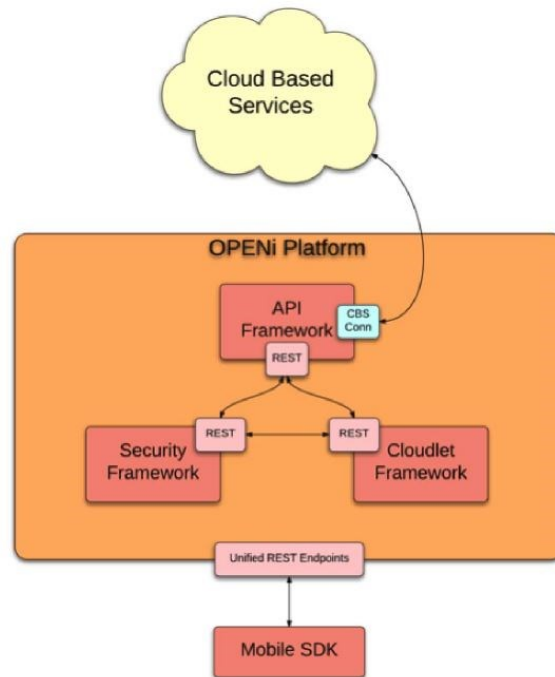 Cloud Based
Services
OPENi Platform
API
Framework
CBS
Conn
REST
REST
REST
Security
Framework
Cloudlet
Framework
Unified REST Endpoints
Mobile SDK